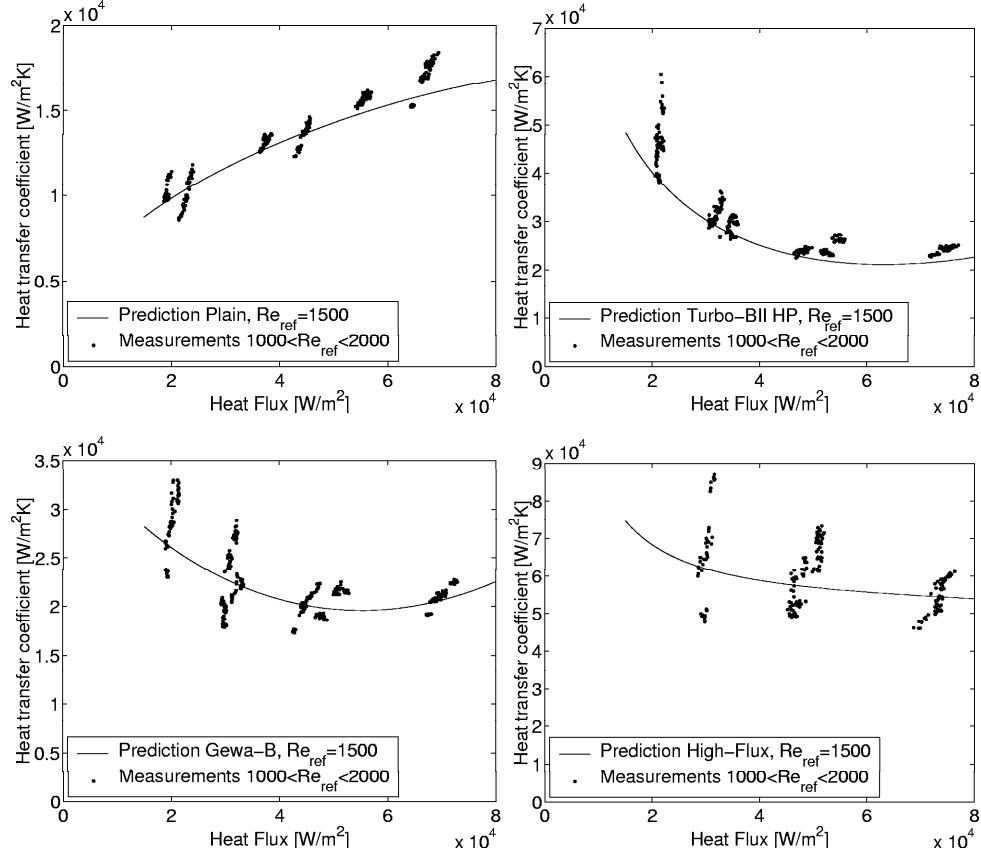 x 10^4
2
1.5
1
0.5
0
Heat transfer coefficient [W/m^2K]
Prediction Plain, Re_ref=1500
Measurements 1000<Re_ref<2000
0 2 4 6 8
Heat Flux [W/m^2]
x 10^4
x 10^4
7
6
5
4
3
2
1
0
Heat transfer coefficient [W/m^2K]
Prediction Turbo-BII HP, Re_ref=1500
Measurements 1000<Re_ref<2000
0 2 4 6 8
Heat Flux [W/m^2]
x 10^4
x 10^4
3.5
3
2.5
2
1.5
1
0.5
0
Heat transfer coefficient [W/m^2K]
Prediction Gewa-B, Re_ref=1500
Measurements 1000<Re_ref<2000
0 2 4 6 8
Heat Flux [W/m^2]
x 10^4
x 10^4
9
8
7
6
5
4
3
2
1
0
Heat transfer coefficient [W/m^2K]
Prediction High-Flux, Re_ref=1500
Measurements 1000<Re_ref<2000
0 2 4 6 8
Heat Flux [W/m^2]
x 10^4